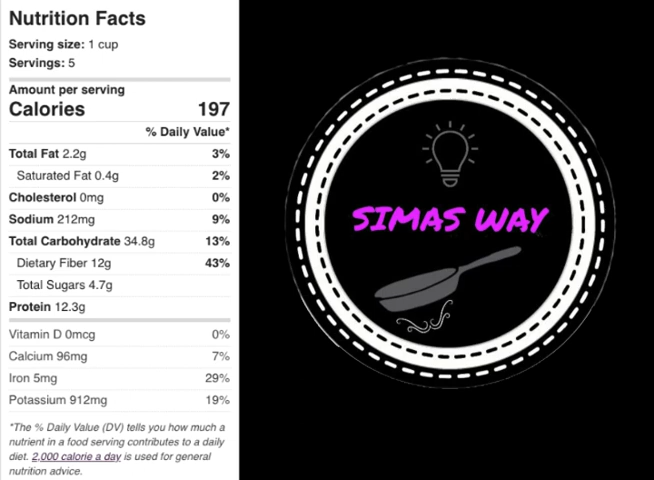 Nutrition Facts
Serving size: 1 cup
Servings: 5
Amount per serving
Calories 197
% Daily Value*
Total Fat 2.2g 3%
Saturated Fat 0.4g 2%
Cholesterol 0mg 0%
Sodium 212mg 9%
Total Carbohydrate 34.8g 13%
Dietary Fiber 12g 43%
Total Sugars 4.7g
Protein 12.3g
Vitamin D 0mcg 0%
Calcium 96mg 7%
Iron 5mg 29%
Potassium 912mg 19%
*The % Daily Value (DV) tells you how much a
nutrient in a food serving contributes to a daily
diet. 2,000 calorie a day is used for general
nutrition advice.
SIMAS WAY